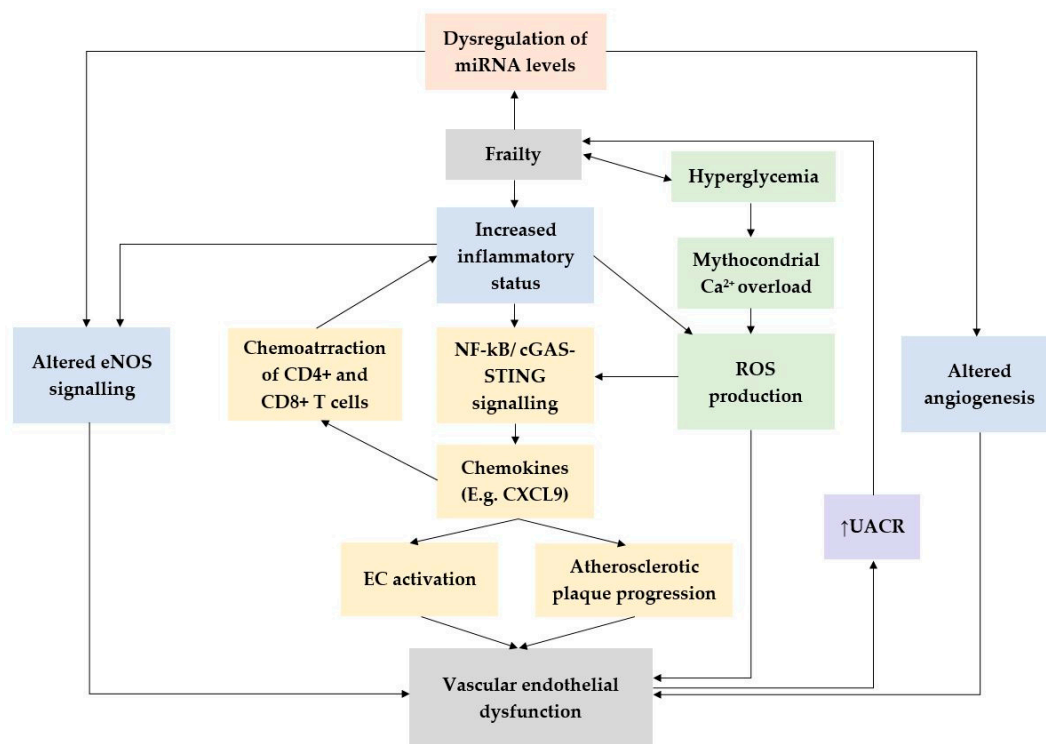 Dysregulation of
miRNA levels
Frailty
Hyperglycemia
Increased
inflammatory
status
Mythocondrial
Ca²⁺ overload
Altered eNOS
signalling
Chemoatrraction
of CD4+ and
CD8+ T cells
NF-kB/ cGAS-
STING
signalling
ROS
production
Altered
angiogenesis
Chemokines
(E.g. CXCL9)
↑UACR
EC activation
Atherosclerotic
plaque progression
Vascular endothelial
dysfunction